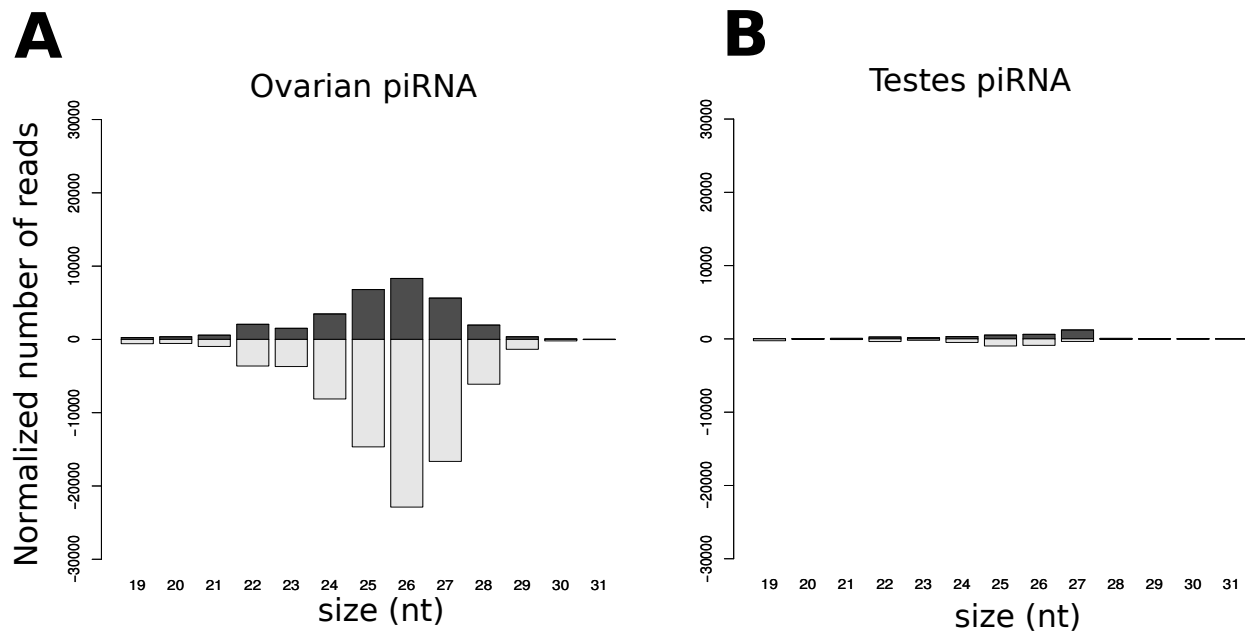 A
Ovarian piRNA
Normalized number of reads
30000
20000
10000
0
-10000
-20000
-30000
19 20 21 22 23 24 25 26 27 28 29 30 31
size (nt)
B
Testes piRNA
30000
20000
10000
0
-10000
-20000
-30000
19 20 21 22 23 24 25 26 27 28 29 30 31
size (nt)